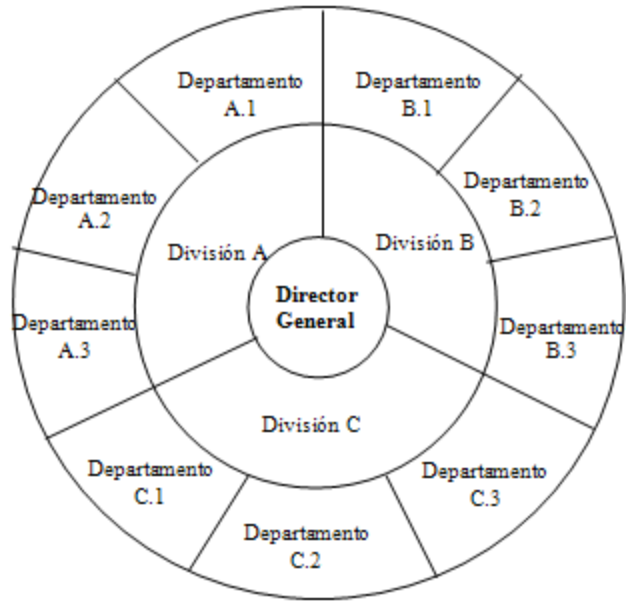 Departamento
A.1
Departamento
B.1
Departamento
A.2
Departamento
B.2
División A
División B
Director
General
Departamento
A.3
Departamento
B.3
División C
Departamento
C.1
Departamento
C.3
Departamento
C.2